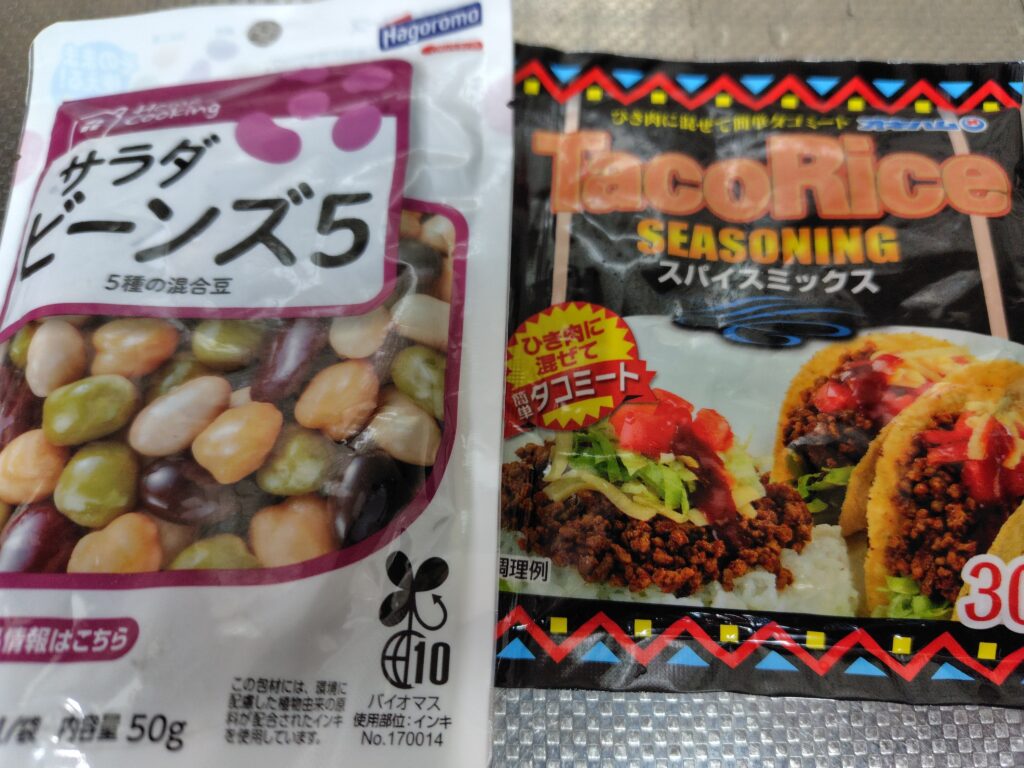 Hagoromo
サラダ
ビーンズ5
5種の混合豆
情報はこちら
/袋 内容量 50g
この包材には、環境に
配慮した植物由来の原
料が配合されたインキ
を使用しています。
10
バイオマス
使用部位:インキ
No.170014
ひき肉に混ぜて簡単タコミート オキハム
TacoRice
SEASONING
スパイスミックス
ひき肉に
混ぜて
簡単タコミート
調理例
30